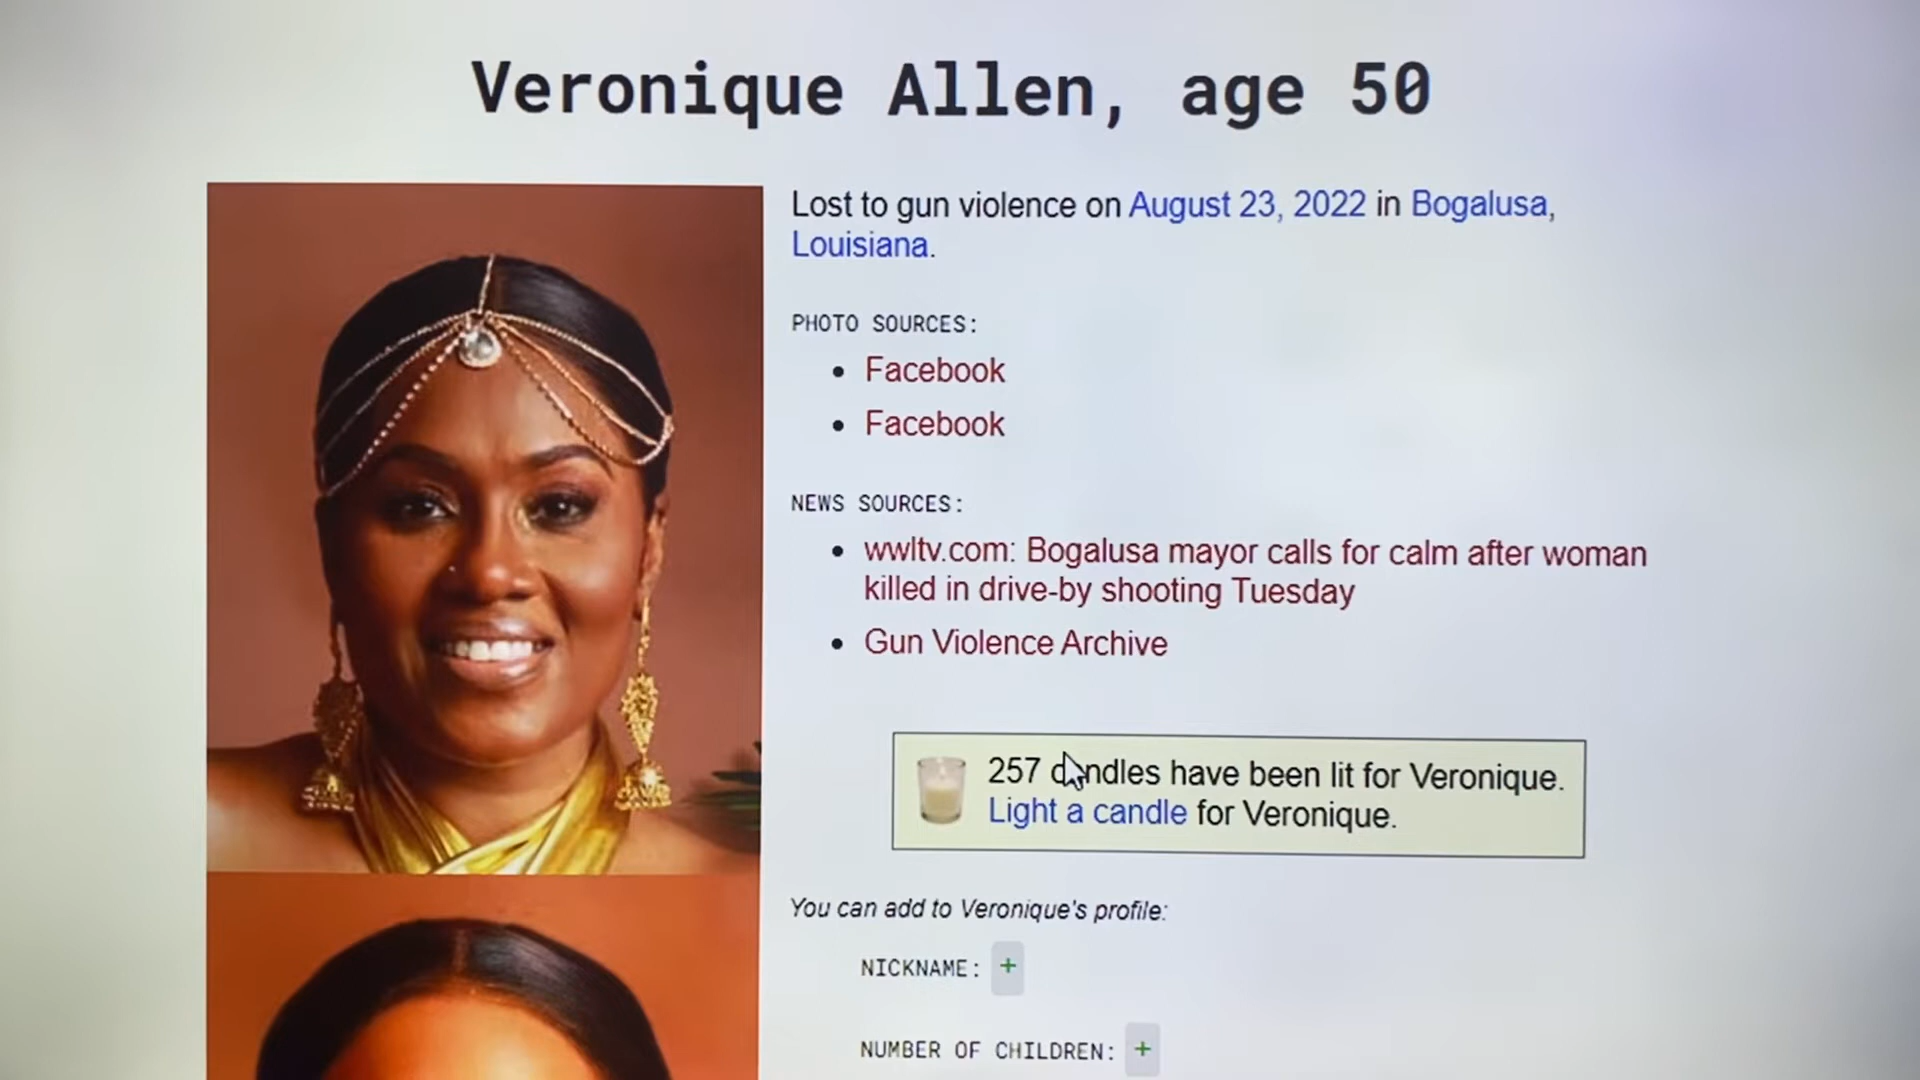 Veronique Allen, age 50
Lost to gun violence on August 23, 2022 in Bogalusa,
Louisiana.
PHOTO SOURCES:
Facebook
Facebook
NEWS SOURCES:
wwltv.com: Bogalusa mayor calls for calm after woman
killed in drive-by shooting Tuesday
Gun Violence Archive
257 candles have been lit for Veronique.
Light a candle for Veronique.
You can add to Veronique's profile:
NICKNAME: +
NUMBER OF CHILDREN: +